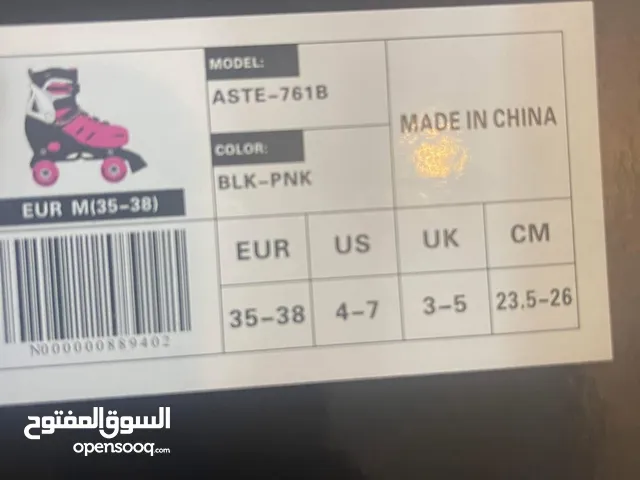 MODEL:
ASTE-761B
COLOR:
BLK-PNK
MADE IN CHINA
EUR M(35-38)
EUR US UK CM
35-38 4-7 3-5 23.5-26
N000000889402
السوق المفتوح
opensooq.com